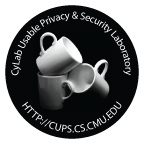 CyLab Usable Privacy & Security Laboratory
HTTP://CUPS.CS.CMU.EDU